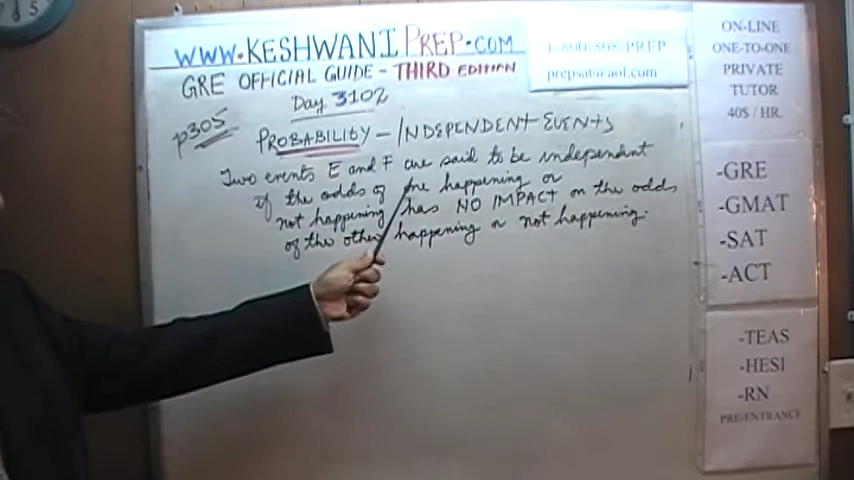 WWW.KESHWANIPREP.COM
GRE OFFICIAL GUIDE - THIRD EDITION
Day 3102
p305
PROBABILITY - INDEPENDENT EVENTS
Two events E and F are said to be independent
if the odds of one happening or
not happening has NO IMPACT on the odds
of the other happening or not happening.
1-800-808-PREP
prepsat@aol.com
ON-LINE
ONE-TO-ONE
PRIVATE
TUTOR
40$ / HR.
-GRE
-GMAT
-SAT
-ACT
-TEAS
-HESI
-RN
PRE/ENTRANCE
5